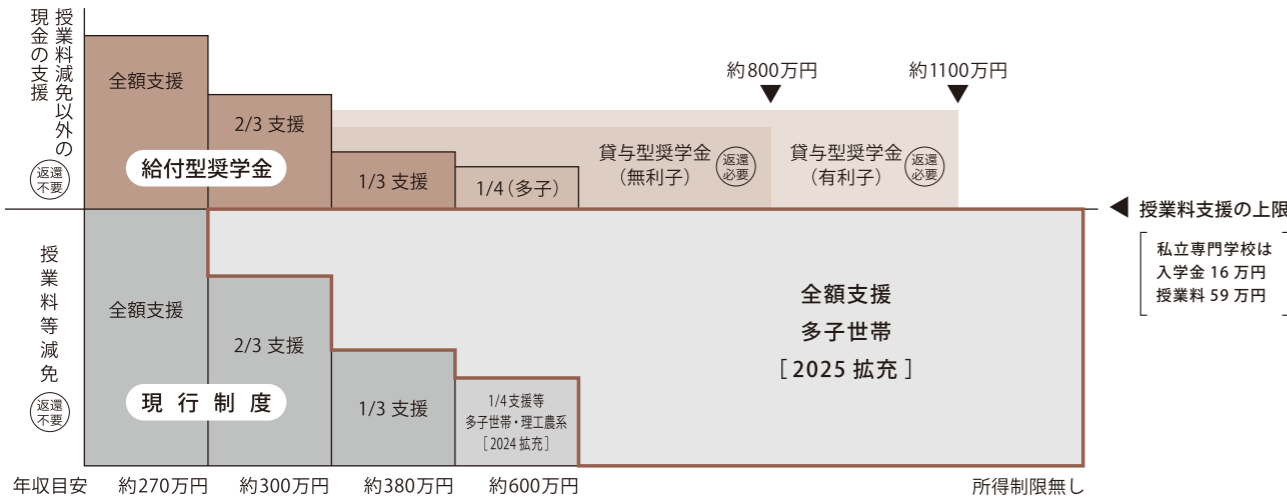 授業料減免以外の
現金の支援
返還
不要
全額支援
2/3 支援
給付型奨学金
1/3 支援
1/4（多子）
約800万円
約1100万円
貸与型奨学金
（無利子）
返還
必要
貸与型奨学金
（有利子）
返還
必要
授業料支援の上限
私立専門学校は
入学金 16 万円
授業料 59 万円
授業料等減免
返還
不要
全額支援
2/3 支援
現行制度
1/3 支援
1/4支援等
多子世帯・理工農系
［2024 拡充］
全額支援
多子世帯
［2025 拡充］
年収目安
約270万円
約300万円
約380万円
約600万円
所得制限無し